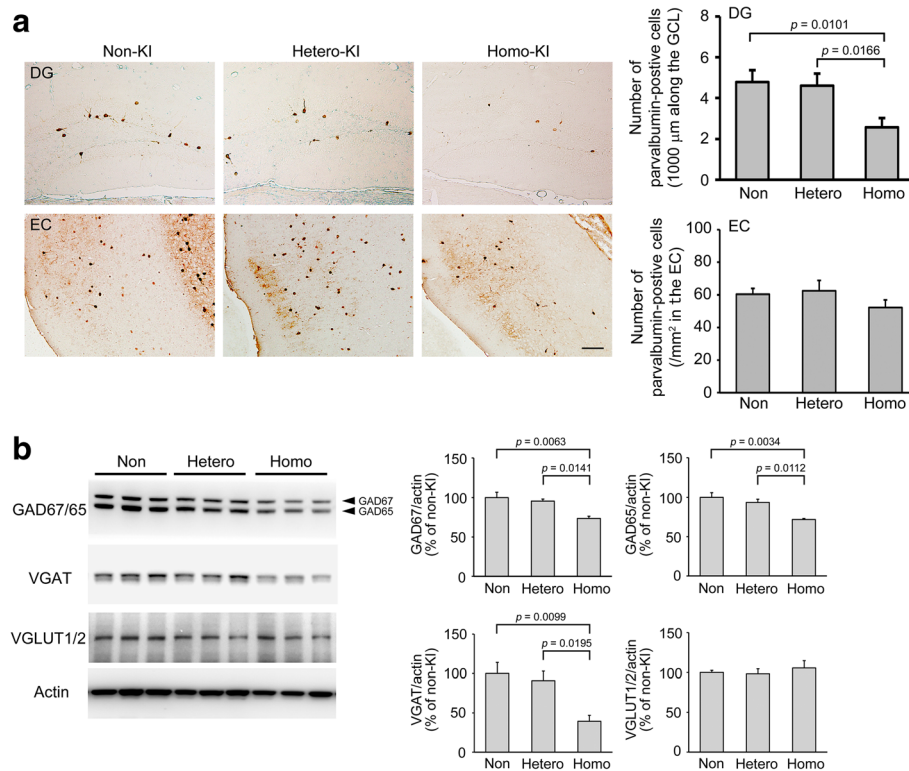 a
Non-KI Hetero-KI Homo-KI
DG
EC
DG
Number of
parvalbumin-postive cells
(1000 μm along the GCL)
8
6
4
2
0
p = 0.0101
p = 0.0166
Non Hetero Homo
EC
Number of
parvalbumin-postive cells
(/mm² in the EC)
100
80
60
40
20
0
Non Hetero Homo
b
Non Hetero Homo
GAD67/65
GAD67
GAD65
VGAT
VGLUT1/2
Actin
GAD67/actin
(% of non-KI)
150
100
50
0
p = 0.0063
p = 0.0141
Non Hetero Homo
GAD65/actin
(% of non-KI)
150
100
50
0
p = 0.0034
p = 0.0112
Non Hetero Homo
VGAT/actin
(% of non-KI)
150
100
50
0
p = 0.0099
p = 0.0195
Non Hetero Homo
VGLUT1/2/actin
(% of non-KI)
150
100
50
0
Non Hetero Homo